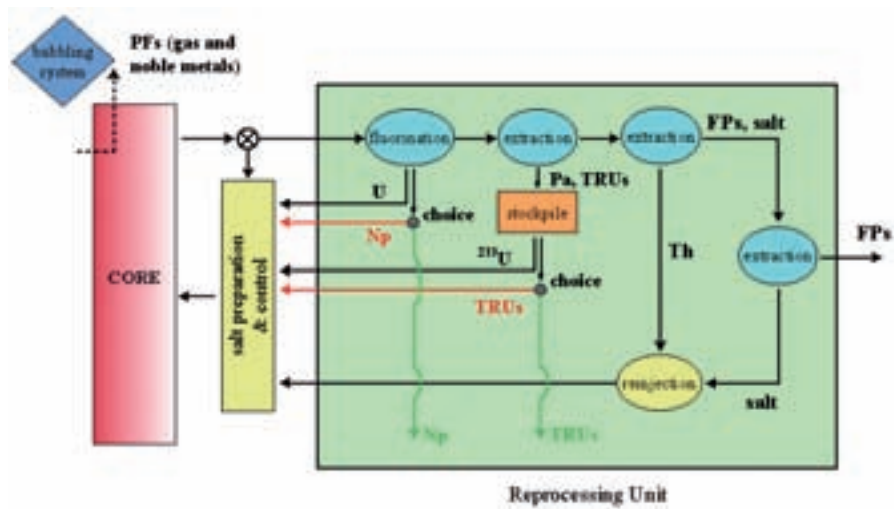 bubbling
system
PFs (gas and
noble metals)
fluorination
extraction
extraction
FPs, salt
U
Pa, TRUs
choice
stockpile
Np
FPs
extraction
Th
CORE
salt preparation
& control
choice
TRUs
reinjection
salt
Np
TRUs
Reprocessing Unit